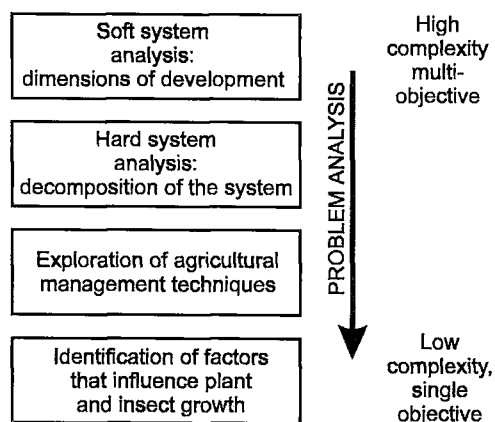 Soft system
analysis:
dimensions of development
Hard system
analysis:
decomposition of the system
Exploration of agricultural
management techniques
Identification of factors
that influence plant
and insect growth
PROBLEM ANALYSIS
High
complexity
multi-
objective
Low
complexity,
single
objective